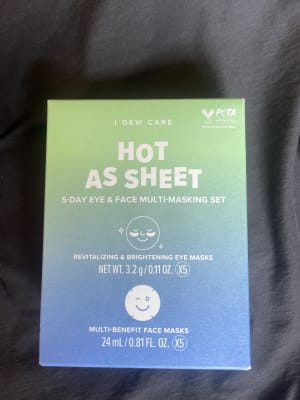 PETA
I DEW CARE
HOT
AS SHEET
5-DAY EYE & FACE MULTI-MASKING SET
REVITALIZING & BRIGHTENING EYE MASKS
NET WT. 3.2 g / 0.11 OZ. X5
MULTI-BENEFIT FACE MASKS
24 mL / 0.81 FL. OZ. X5